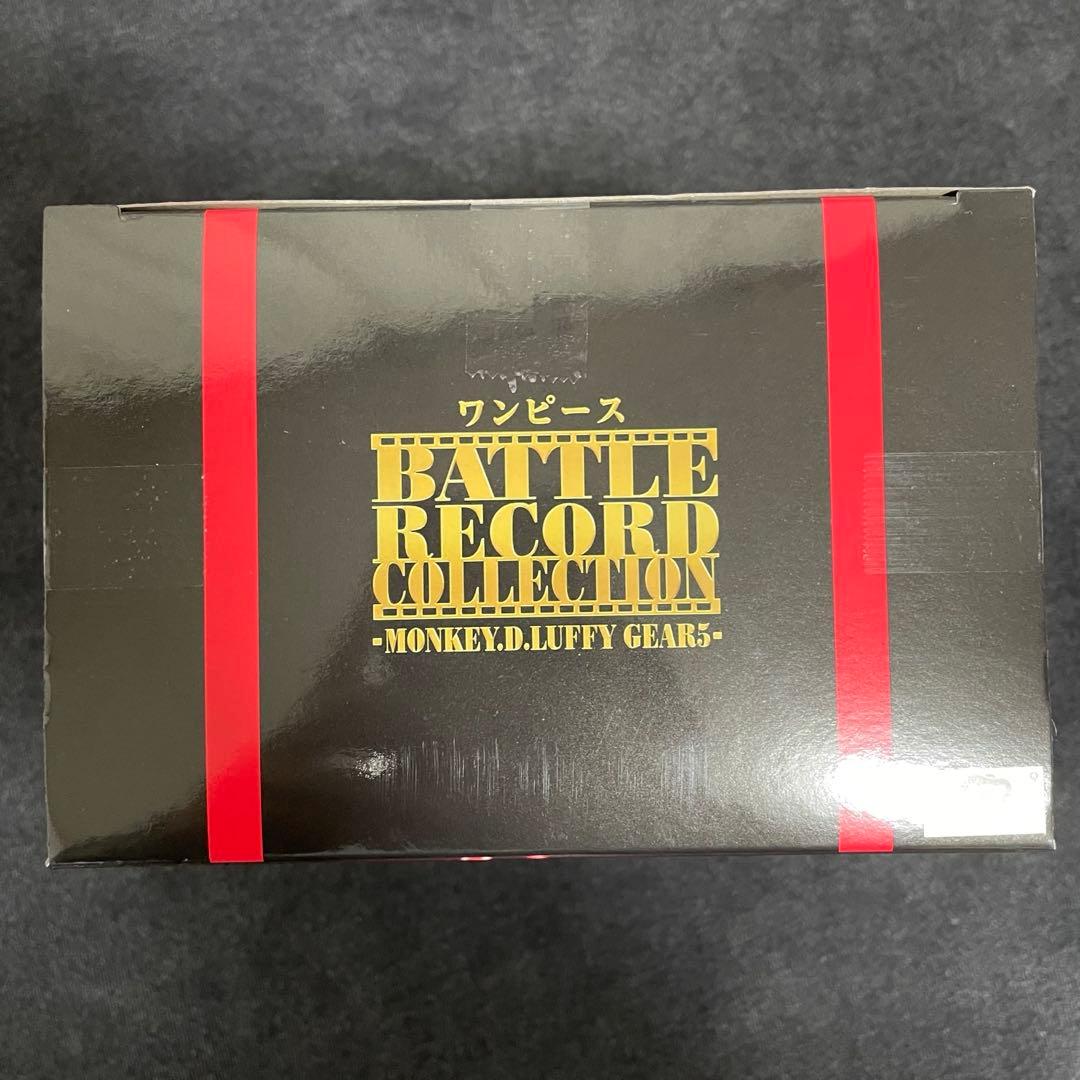 ワンピース
BATTLE
RECORD
COLLECTION
-MONKEY.D.LUFFY GEAR5-